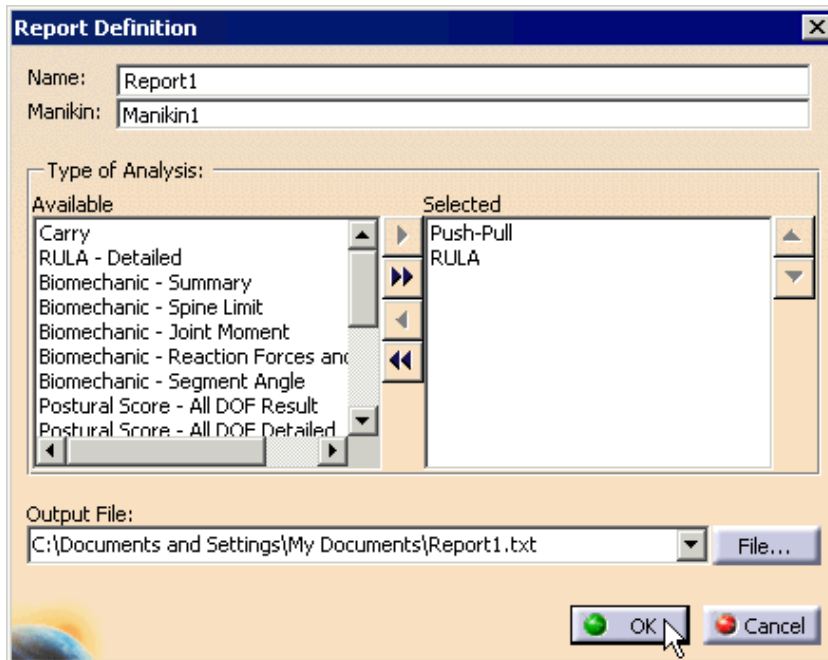 Report Definition
Name: Report1
Manikin: Manikin1
Type of Analysis:
Available
Carry
RULA - Detailed
Biomechanic - Summary
Biomechanic - Spine Limit
Biomechanic - Joint Moment
Biomechanic - Reaction Forces and
Biomechanic - Segment Angle
Postural Score - All DOF Result
Postural Score - All DOF Detailed
Selected
Push-Pull
RULA
Output File:
C:\Documents and Settings\My Documents\Report1.txt
File...
OK
Cancel